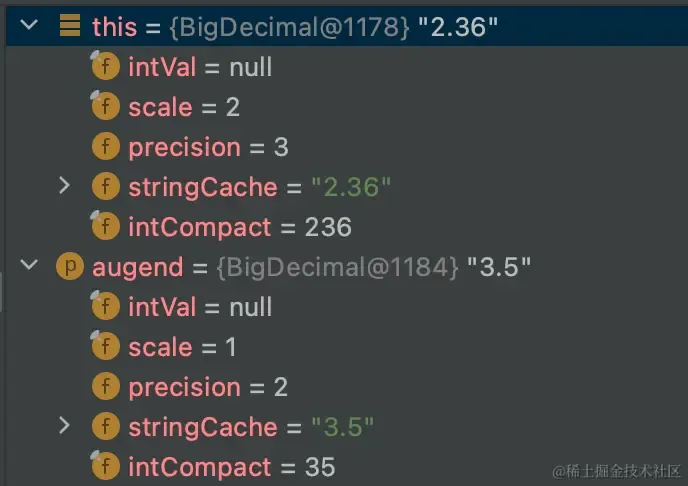 this = {BigDecimal@1178} "2.36"
f intVal = null
f scale = 2
f precision = 3
f stringCache = "2.36"
f intCompact = 236
p augend = {BigDecimal@1184} "3.5"
f intVal = null
f scale = 1
f precision = 2
f stringCache = "3.5"
f intCompact = 35
@稀土掘金技术社区